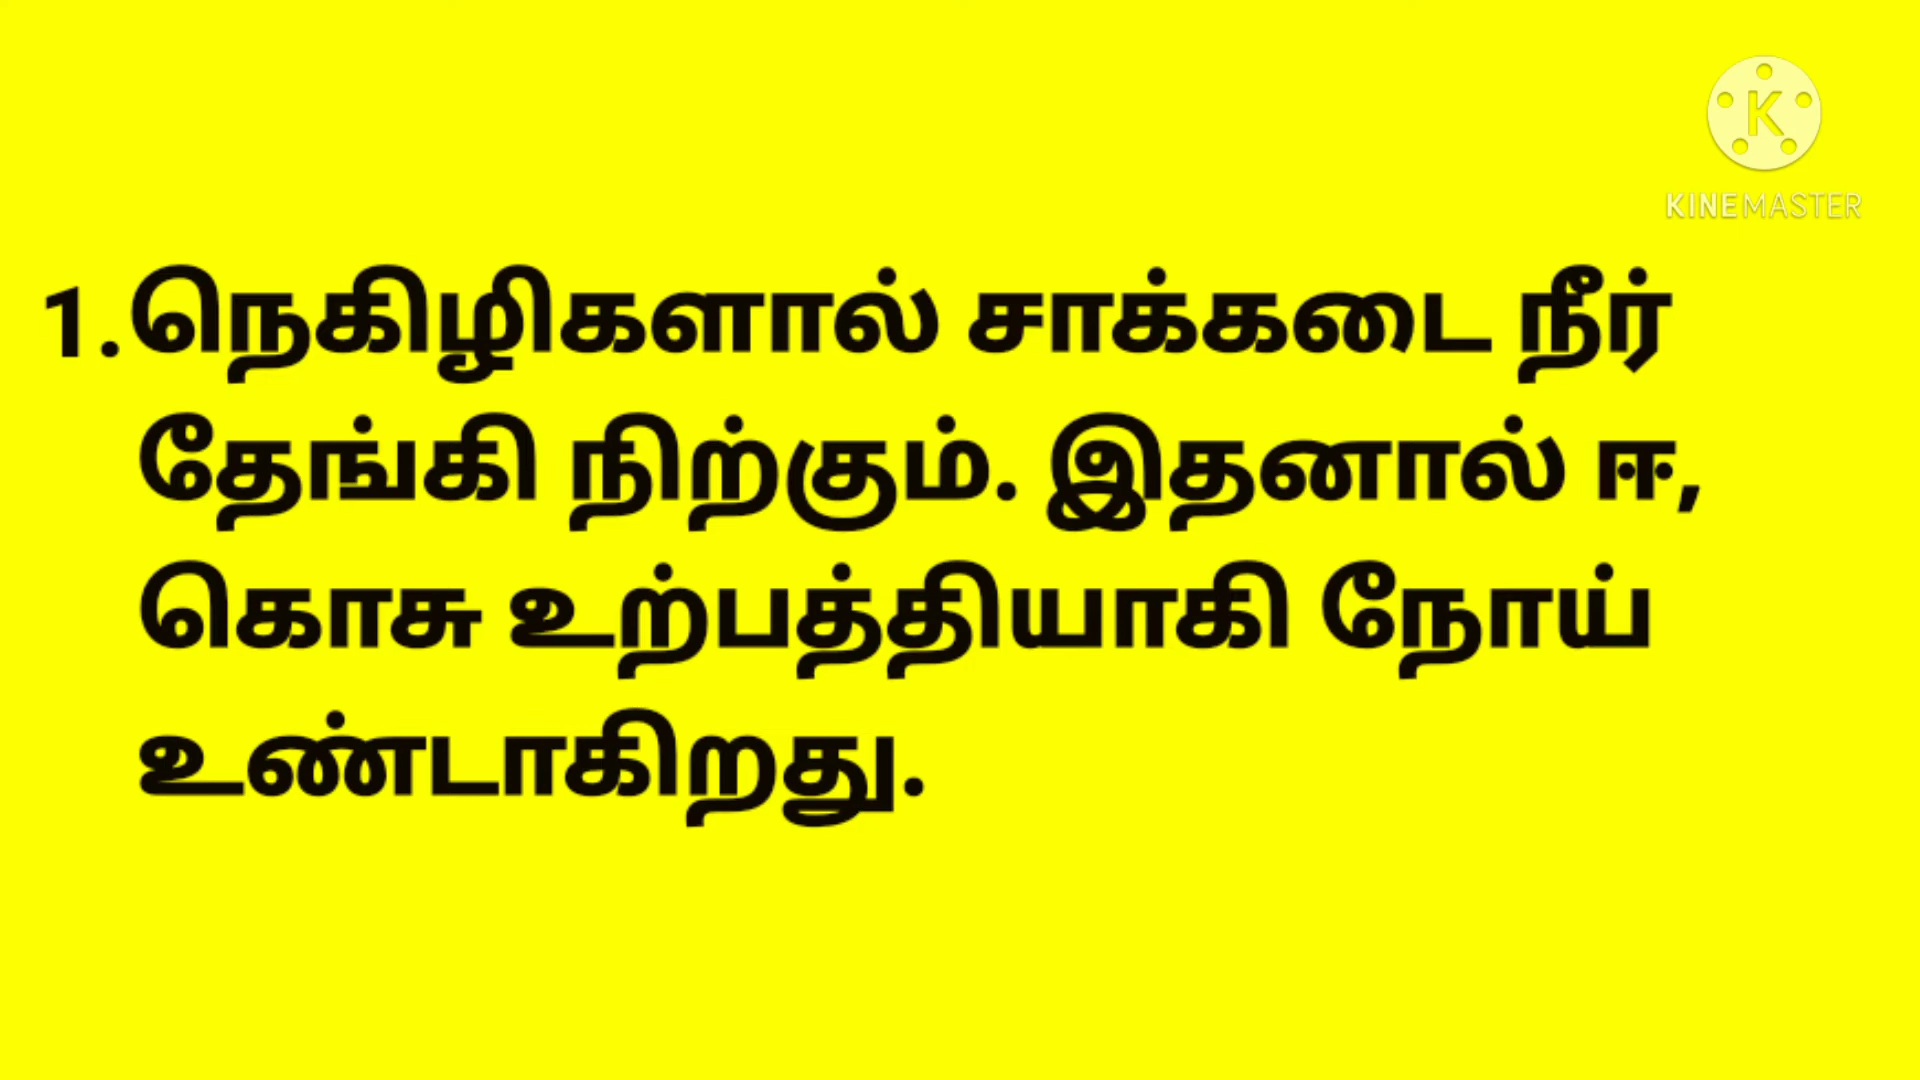 KINEMASTER
1.நெகிழிகளால் சாக்கடை நீர்
தேங்கி நிற்கும். இதனால் ஈ,
கொசு உற்பத்தியாகி நோய்
உண்டாகிறது.